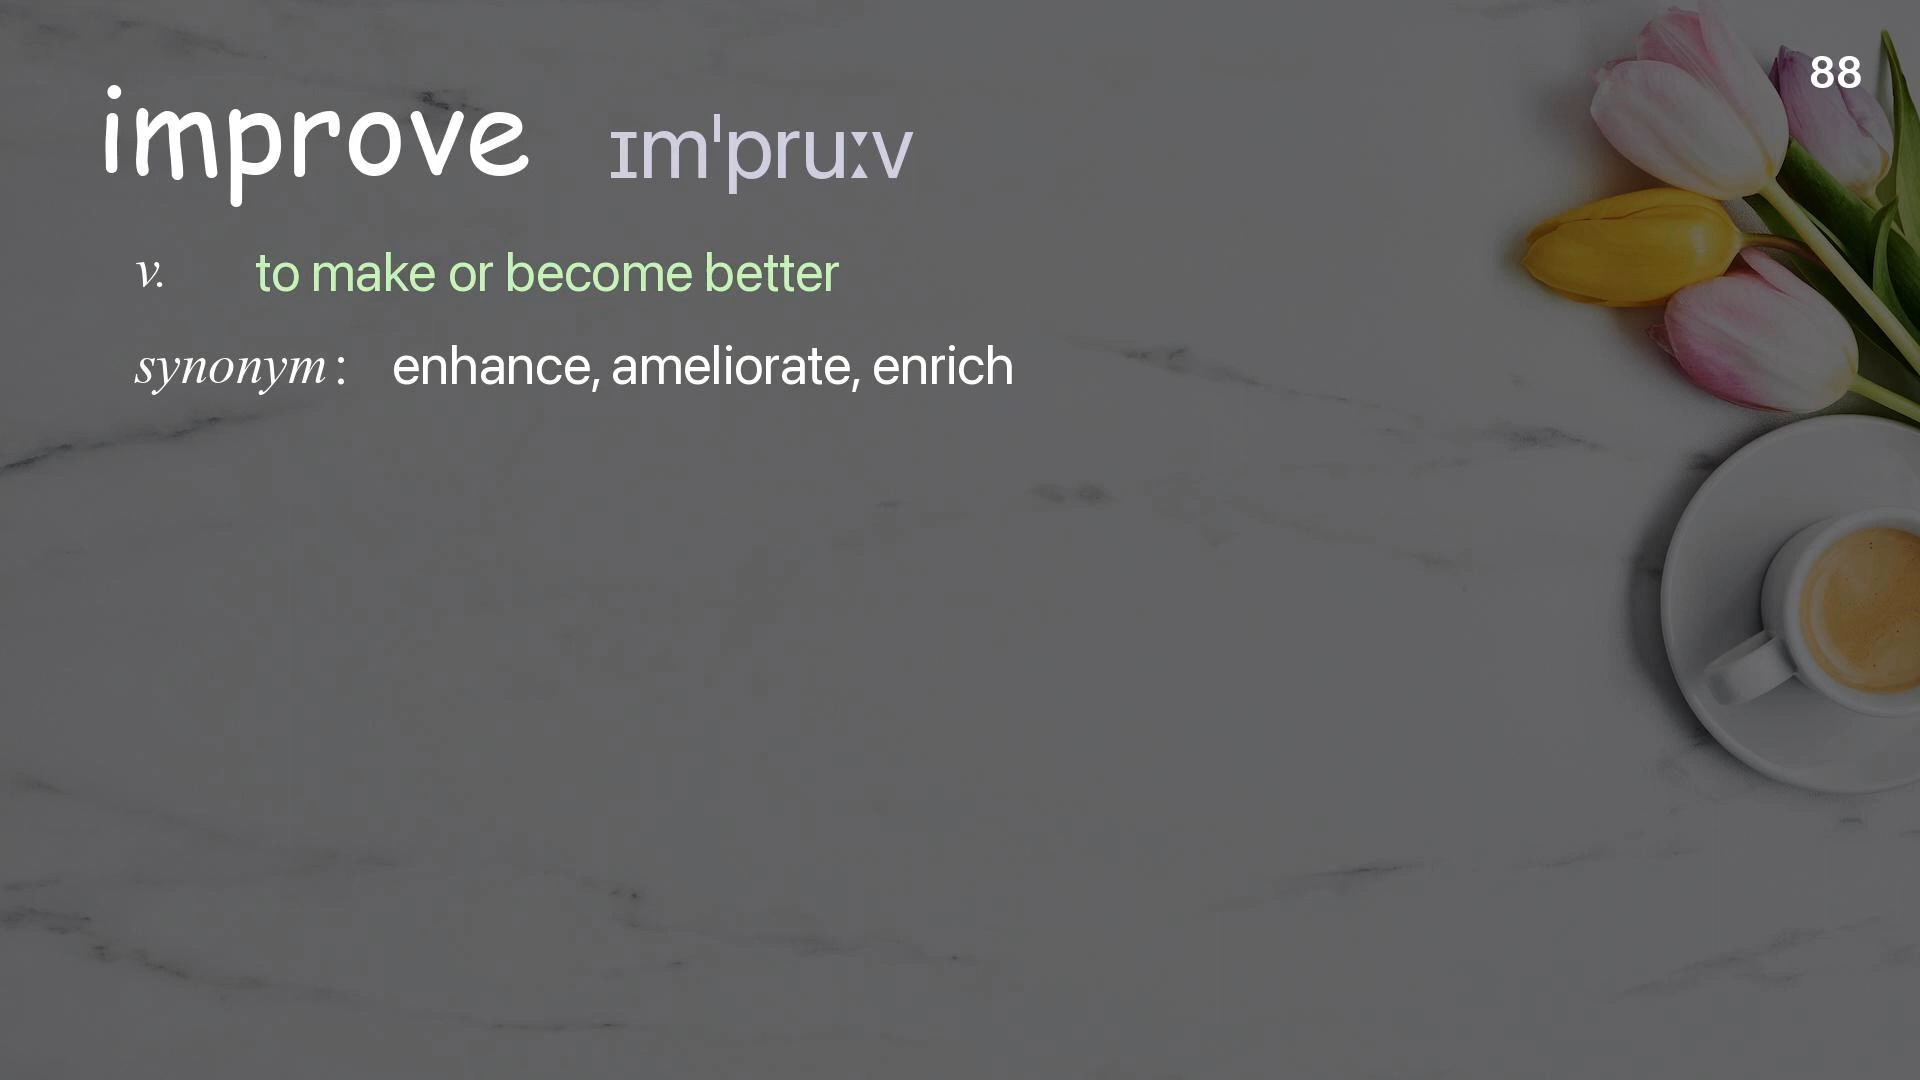 88
improve ɪmˈpruːv
v. to make or become better
synonym : enhance, ameliorate, enrich